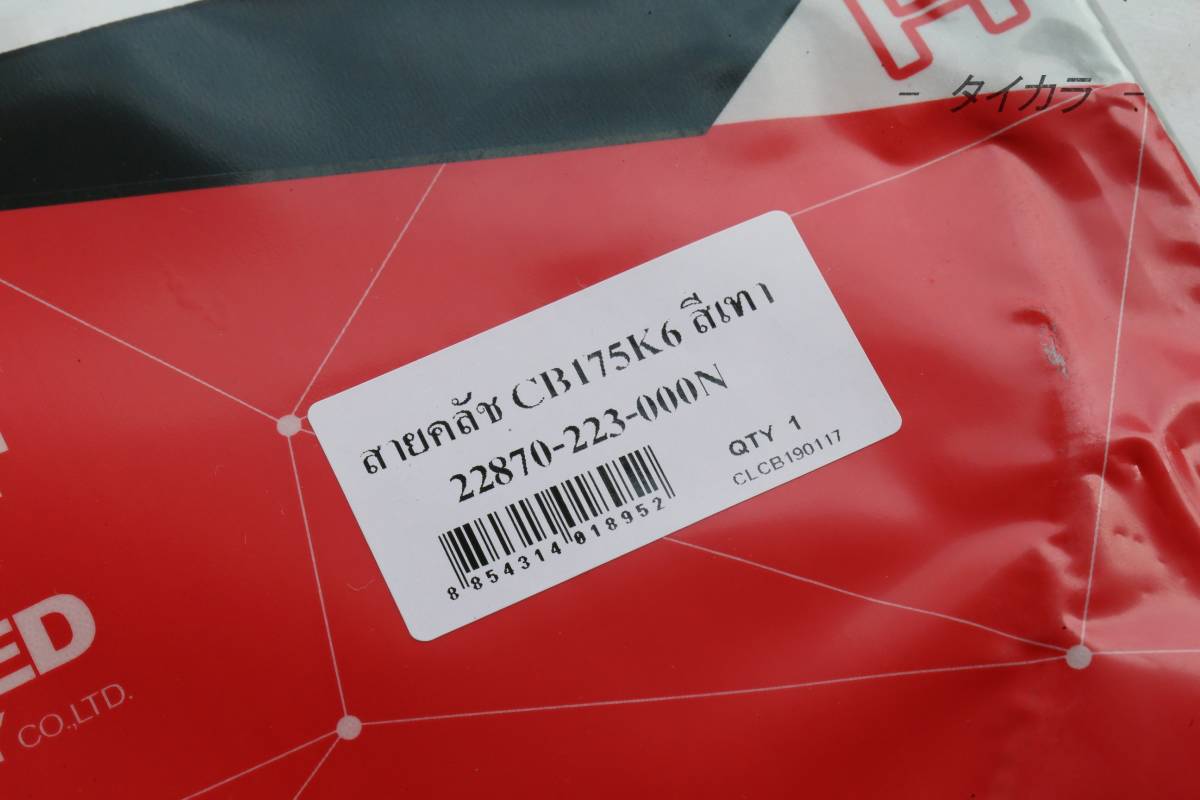 - タイカラ -
สายคลัช CB175K6 สีเทา
22870-223-000N
QTY 1
CLCB190117
8 854314 018952
ED
Y CO.,LTD.